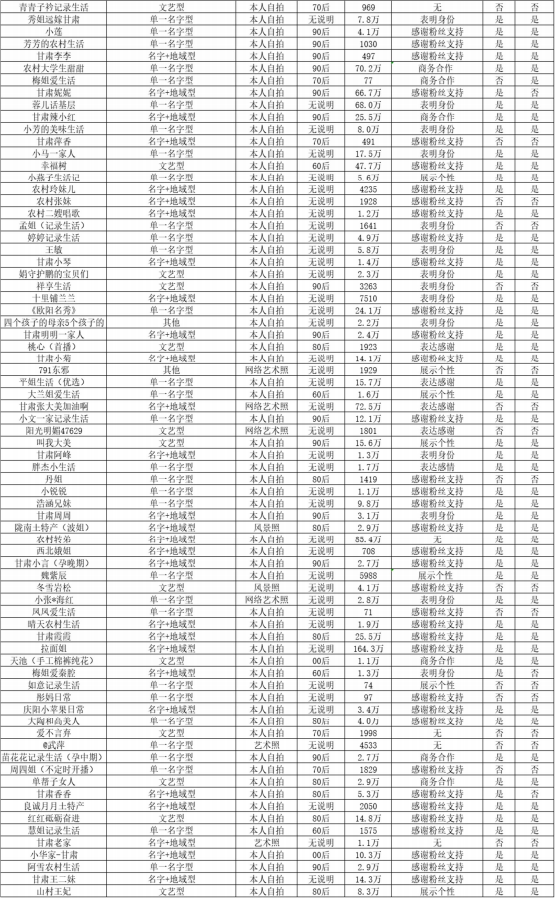 青青子衿记录生活 文艺型 本人自拍 70后 969 无 否 否
秀姐远嫁甘肃 单一名字型 本人自拍 无说明 7.8万 表明身份 是 是
小莲 单一名字型 本人自拍 90后 4.1万 感谢粉丝支持 是 是
芳芳的农村生活 单一名字型 本人自拍 90后 1030 感谢粉丝支持 是 是
甘肃李李 名字+地域型 本人自拍 90后 497 感谢粉丝支持 是 是
农村大学生甜甜 单一名字型 本人自拍 90后 70.2万 商务合作 是 是
梅姐爱生活 单一名字型 本人自拍 70后 77 商务合作 否 是
甘肃妮妮 名字+地域型 本人自拍 90后 66.7万 感谢粉丝支持 是 是
蓉儿话基层 单一名字型 本人自拍 无说明 68.0万 表明身份 是 是
甘肃辣小红 名字+地域型 本人自拍 90后 25.5万 商务合作 是 是
小芳的美味生活 单一名字型 本人自拍 无说明 8.0万 表明身份 是 是
甘肃萍香 名字+地域型 本人自拍 70后 491 感谢粉丝支持 否 否
小马一家人 单一名字型 本人自拍 无说明 17.5万 表明身份 是 是
幸福树 文艺型 本人自拍 60后 47.7万 感谢粉丝支持 是 是
小燕子生活记 单一名字型 本人自拍 无说明 5.6万 展示个性 是 是
农村玲妹儿 名字+地域型 本人自拍 无说明 4235 感谢粉丝支持 是 是
农村张妹 名字+地域型 本人自拍 无说明 1928 感谢粉丝支持 否 否
农村二嫂唱歌 名字+地域型 本人自拍 无说明 1.2万 感谢粉丝支持 是 是
孟姐（记录生活） 单一名字型 本人自拍 无说明 1641 表明身份 否 否
婷婷记录生活 单一名字型 本人自拍 无说明 4.9万 感谢粉丝支持 是 是
王敏 单一名字型 本人自拍 无说明 5.8万 表明身份 是 是
甘肃小琴 名字+地域型 本人自拍 无说明 1.4万 感谢粉丝支持 是 是
娟守护鹏的宝贝们 文艺型 本人自拍 无说明 2.3万 表明身份 是 是
祥享生活 文艺型 本人自拍 90后 3263 表明身份 否 否
十里铺兰兰 名字+地域型 本人自拍 无说明 7510 表明身份 是 是
《欧阳名秀》 单一名字型 本人自拍 无说明 24.1万 感谢粉丝支持 是 是
四个孩子的母亲5个孩子的 其他 本人自拍 无说明 2.2万 表明身份 是 是
甘肃明明一家人 名字+地域型 本人自拍 90后 2.4万 感谢粉丝支持 是 是
桃心（首播） 文艺型 本人自拍 80后 1923 表达感谢 是 是
甘肃小菊 名字+地域型 本人自拍 无说明 14.1万 感谢粉丝支持 是 是
791东邪 其他 网络艺术照 无说明 1929 展示个性 否 否
平姐生活（优选） 单一名字型 本人自拍 无说明 15.7万 表达感谢 是 是
大兰姐爱生活 单一名字型 本人自拍 60后 1.6万 展示个性 是 是
甘肃张大美加油啊 名字+地域型 网络艺术照 无说明 72.5万 表达感谢 否 否
小文一家记录生活 单一名字型 本人自拍 90后 12.1万 感谢粉丝支持 是 是
阳光明媚47629 文艺型 网络艺术照 无说明 1801 表达感谢 否 否
叫我大美 文艺型 本人自拍 90后 15.6万 展示个性 是 是
甘肃阿峰 名字+地域型 本人自拍 无说明 1.3万 表明身份 是 是
胖杰小生活 单一名字型 本人自拍 无说明 1.7万 表达感情 是 是
丹姐 单一名字型 本人自拍 80后 1419 感谢粉丝支持 否 否
小锐锐 单一名字型 本人自拍 无说明 1.1万 感谢粉丝支持 是 是
浩涵兄妹 单一名字型 本人自拍 无说明 9.8万 感谢粉丝支持 是 是
甘肃周周 名字+地域型 本人自拍 90后 3.1万 表明身份 是 是
陇南土特产（波姐） 名字+地域型 风景照 80后 2.9万 感谢粉丝支持 是 是
农村转弟 名字+地域型 本人自拍 无说明 85.4万 无 是 是
西北娥姐 名字+地域型 本人自拍 无说明 708 感谢粉丝支持 是 是
甘肃小言（孕晚期） 名字+地域型 本人自拍 90后 2.7万 感谢粉丝支持 是 是
魏紫辰 单一名字型 本人自拍 无说明 5988 展示个性 是 是
冬雪岩松 文艺型 风景照 无说明 4.1万 感谢粉丝支持 否 否
小张*海红 单一名字型 网络艺术照 无说明 2.8万 表明身份 是 是
凤凤爱生活 单一名字型 本人自拍 无说明 71 感谢粉丝支持 否 否
晴天农村生活 名字+地域型 本人自拍 无说明 1.9万 感谢粉丝支持 是 是
甘肃霞霞 名字+地域型 本人自拍 80后 25.5万 感谢粉丝支持 是 是
拉面姐 名字+地域型 本人自拍 无说明 164.3万 感谢粉丝支持 是 是
天池（手工棉裤纯花） 文艺型 本人自拍 00后 1.1万 商务合作 是 是
梅姐爱秦腔 名字+地域型 本人自拍 60后 1.3万 表明身份 是 否
如意记录生活 单一名字型 本人自拍 无说明 74 展示个性 否 否
彤妈日常 单一名字型 本人自拍 无说明 97 感谢粉丝支持 否 否
庆阳小苹果日常 名字+地域型 本人自拍 无说明 3.4万 感谢粉丝支持 是 是
大陶和高美人 单一名字型 本人自拍 80后 4.0万 感谢粉丝支持 是 是
爱不言弃 文艺型 本人自拍 70后 1998 无 否 否
@武萍 单一名字型 艺术照 无说明 4533 无 否 否
苗花花记录生活（孕中期） 单一名字型 本人自拍 90后 2.7万 商务合作 是 是
周四姐（不定时开播） 单一名字型 本人自拍 70后 1829 感谢粉丝支持 否 否
单帮子女人 文艺型 本人自拍 80后 2.9万 商务合作 是 是
甘肃香香 名字+地域型 本人自拍 80后 5.3万 感谢粉丝支持 是 否
良诚月月土特产 名字+地域型 本人自拍 无说明 2050 感谢粉丝支持 是 是
红红砥砺奋进 文艺型 本人自拍 80后 14.8万 感谢粉丝支持 是 是
慧姐记录生活 单一名字型 本人自拍 60后 1575 感谢粉丝支持 是 是
甘肃老家 名字+地域型 艺术照 无说明 1.1万 无 否 否
小华家-甘肃 名字+地域型 本人自拍 00后 10.3万 感谢粉丝支持 是 是
阿雪农村生活 单一名字型 本人自拍 90后 2.9万 感谢粉丝支持 是 是
甘肃王二妹 名字+地域型 本人自拍 无说明 14.3万 感谢粉丝支持 是 是
山村王妃 文艺型 本人自拍 80后 8.3万 展示个性 是 是